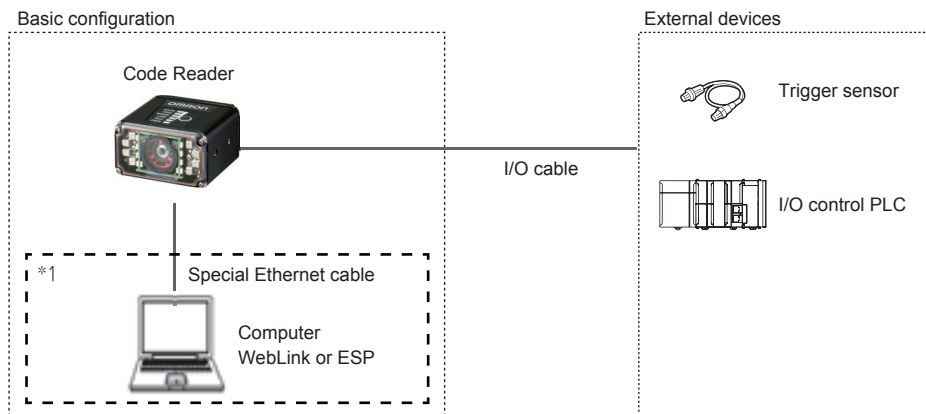 Basic configuration
External devices
Code Reader
omron
Trigger sensor
I/O cable
I/O control PLC
*1
Special Ethernet cable
Computer
WebLink or ESP